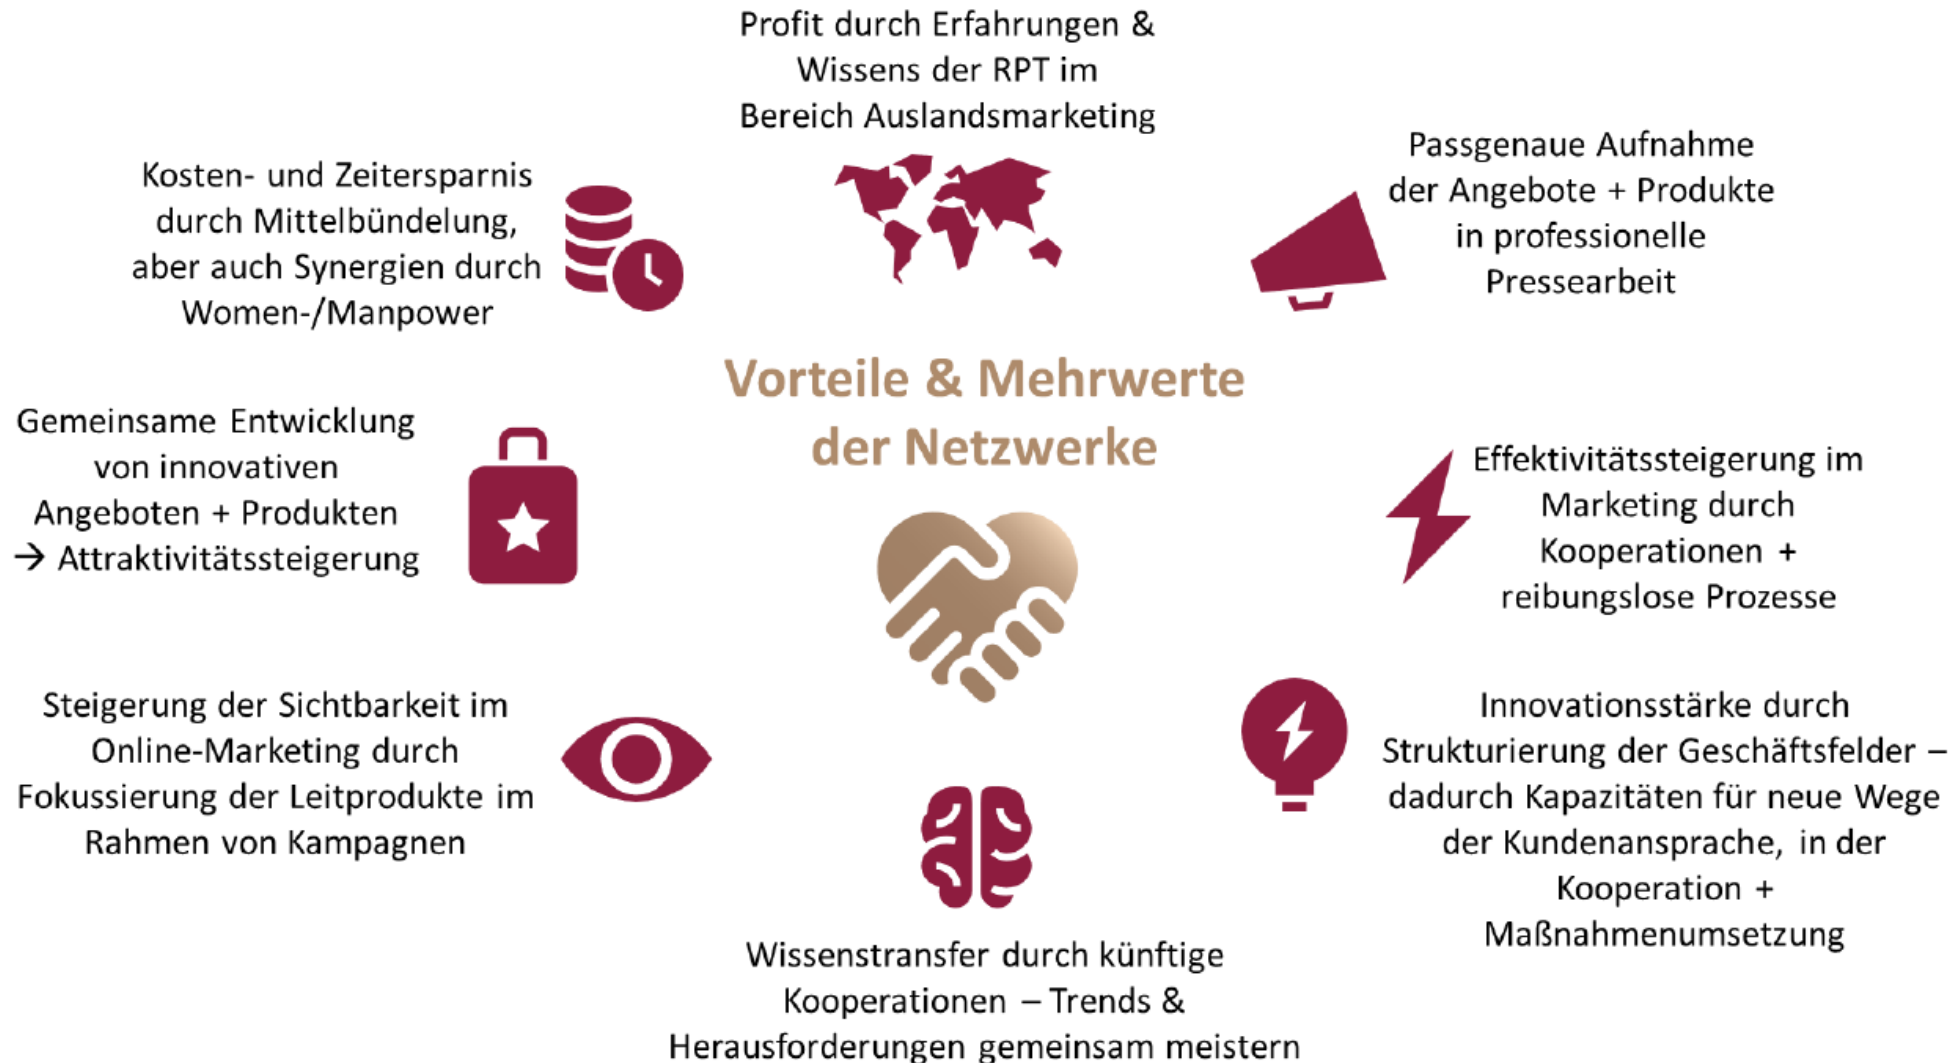 Profit durch Erfahrungen &
Wissens der RPT im
Bereich Auslandsmarketing
Passgenaue Aufnahme
der Angebote + Produkte
in professionelle
Pressearbeit
Kosten- und Zeitersparnis
durch Mittelbündelung,
aber auch Synergien durch
Women-/Manpower
Vorteile & Mehrwerte
der Netzwerke
Gemeinsame Entwicklung
von innovativen
Angeboten + Produkten
→ Attraktivitätssteigerung
Effektivitätssteigerung im
Marketing durch
Kooperationen +
reibungslose Prozesse
Steigerung der Sichtbarkeit im
Online-Marketing durch
Fokussierung der Leitprodukte im
Rahmen von Kampagnen
Innovationsstärke durch
Strukturierung der Geschäftsfelder –
dadurch Kapazitäten für neue Wege
der Kundenansprache, in der
Kooperation +
Maßnahmenumsetzung
Wissenstransfer durch künftige
Kooperationen – Trends &
Herausforderungen gemeinsam meistern